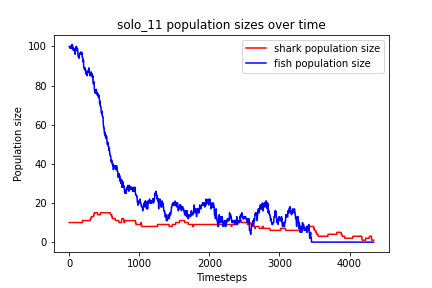 solo_11 population sizes over time
shark population size
fish population size
Population size
100
80
60
40
20
0
0
1000
2000
3000
4000
Timesteps